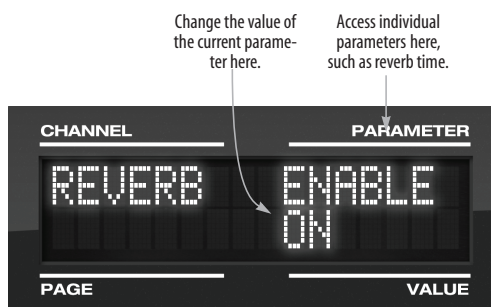 Change the value of
the current parame-
ter here.
Access individual
parameters here,
such as reverb time.
CHANNEL PARAMETER
REVERB ENABLE
ON
PAGE VALUE